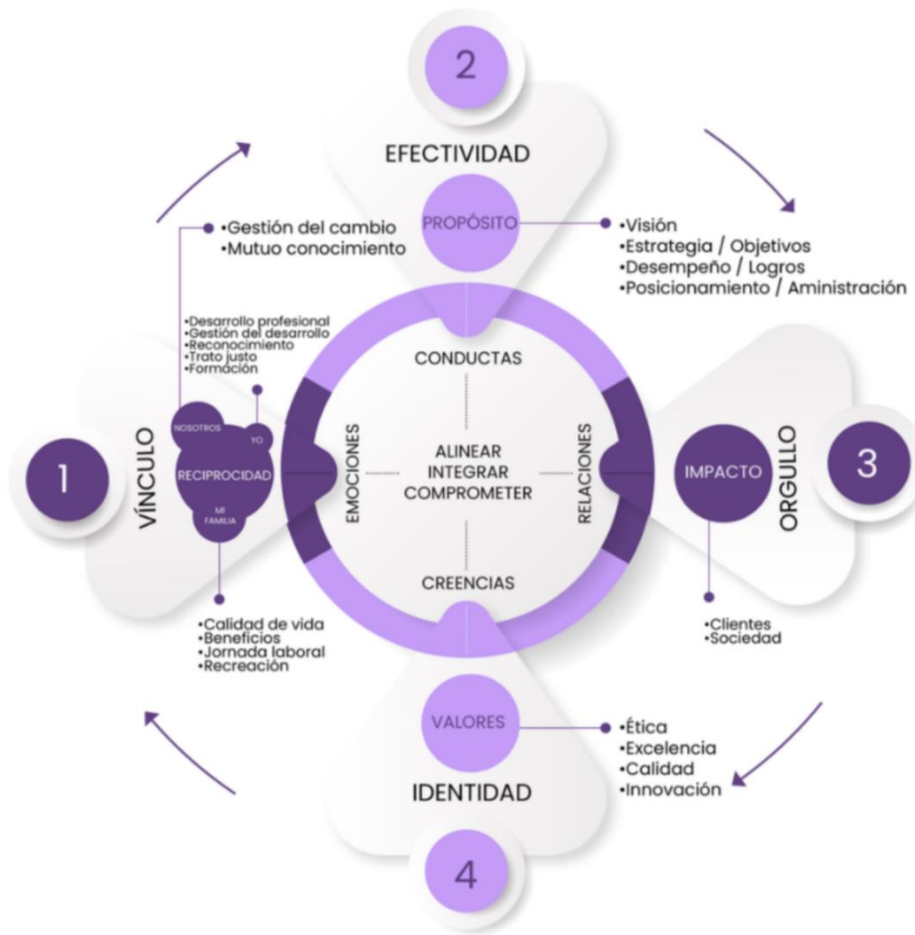 2
EFECTIVIDAD
PROPÓSITO
•Visión
•Estrategia / Objetivos
•Desempeño / Logros
•Posicionamiento / Aministración
•Gestión del cambio
•Mutuo conocimiento
•Desarrollo profesional
•Gestión del desarrollo
•Reconocimiento
•Trato justo
•Formación
1
VÍNCULO
NOSOTROS
YO
RECIPROCIDAD
MI
FAMILIA
•Calidad de vida
•Beneficios
•Jornada laboral
•Recreación
CONDUCTAS
EMOCIONES
ALINEAR
INTEGRAR
COMPROMETER
RELACIONES
CREENCIAS
IMPACTO
ORGULLO
3
•Clientes
•Sociedad
VALORES
•Ética
•Excelencia
•Calidad
•Innovación
IDENTIDAD
4